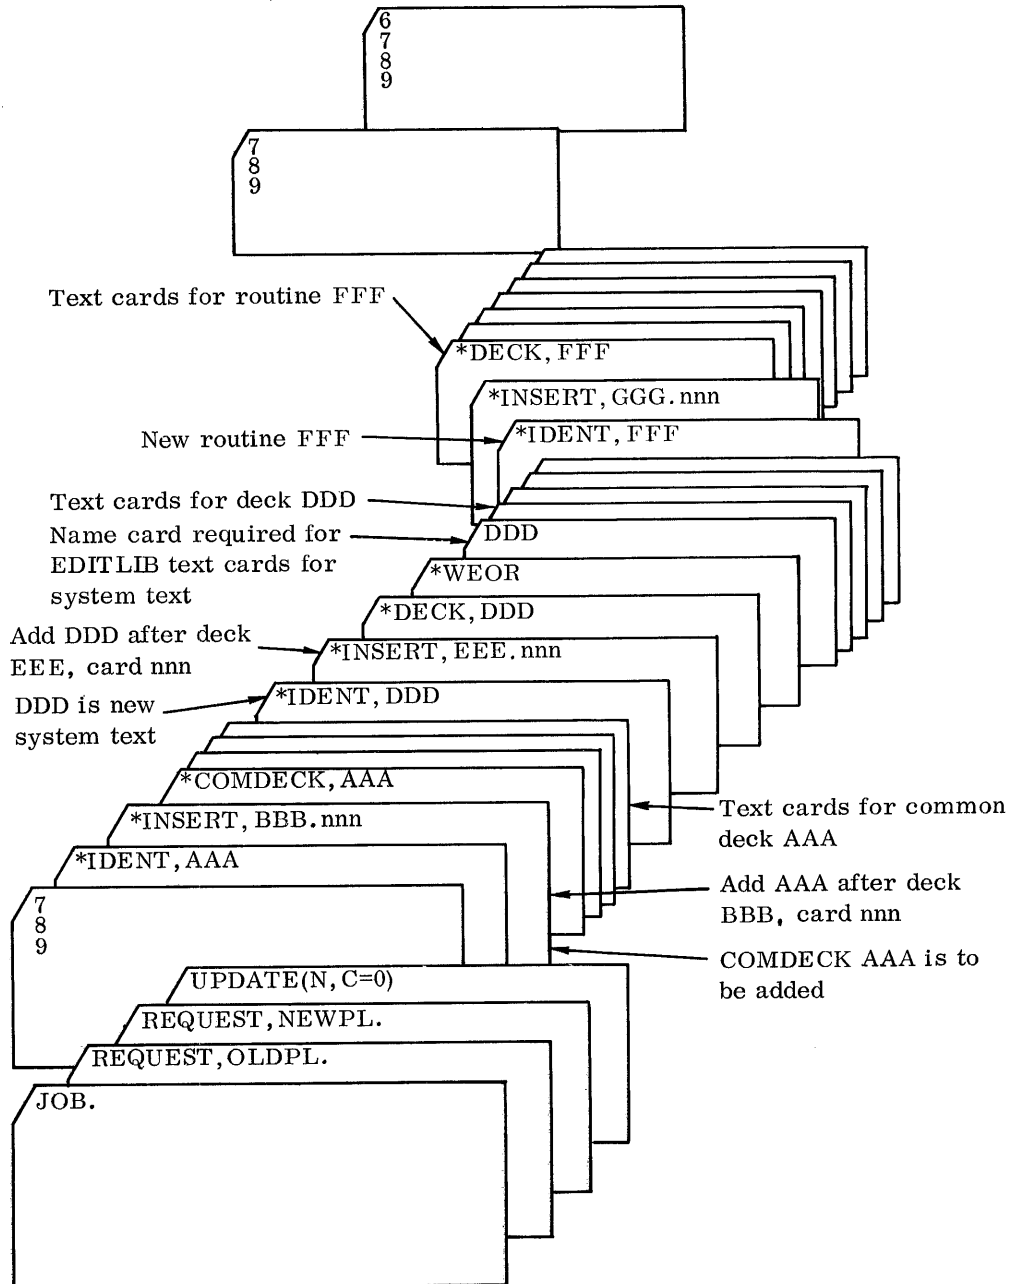 6
7
8
9
7
8
9
Text cards for routine FFF
*DECK, FFF
*INSERT, GGG.nnn
New routine FFF
*IDENT, FFF
Text cards for deck DDD
Name card required for
EDITLIB text cards for
system text
DDD
*WEOR
*DECK, DDD
Add DDD after deck
EEE, card nnn
*INSERT, EEE.nnn
DDD is new
system text
*IDENT, DDD
*COMDECK, AAA
Text cards for common
deck AAA
*INSERT, BBB.nnn
*IDENT, AAA
Add AAA after deck
BBB, card nnn
7
8
9
COMDECK AAA is to
be added
UPDATE(N, C=0)
REQUEST, NEWPL.
REQUEST, OLDPL.
JOB.